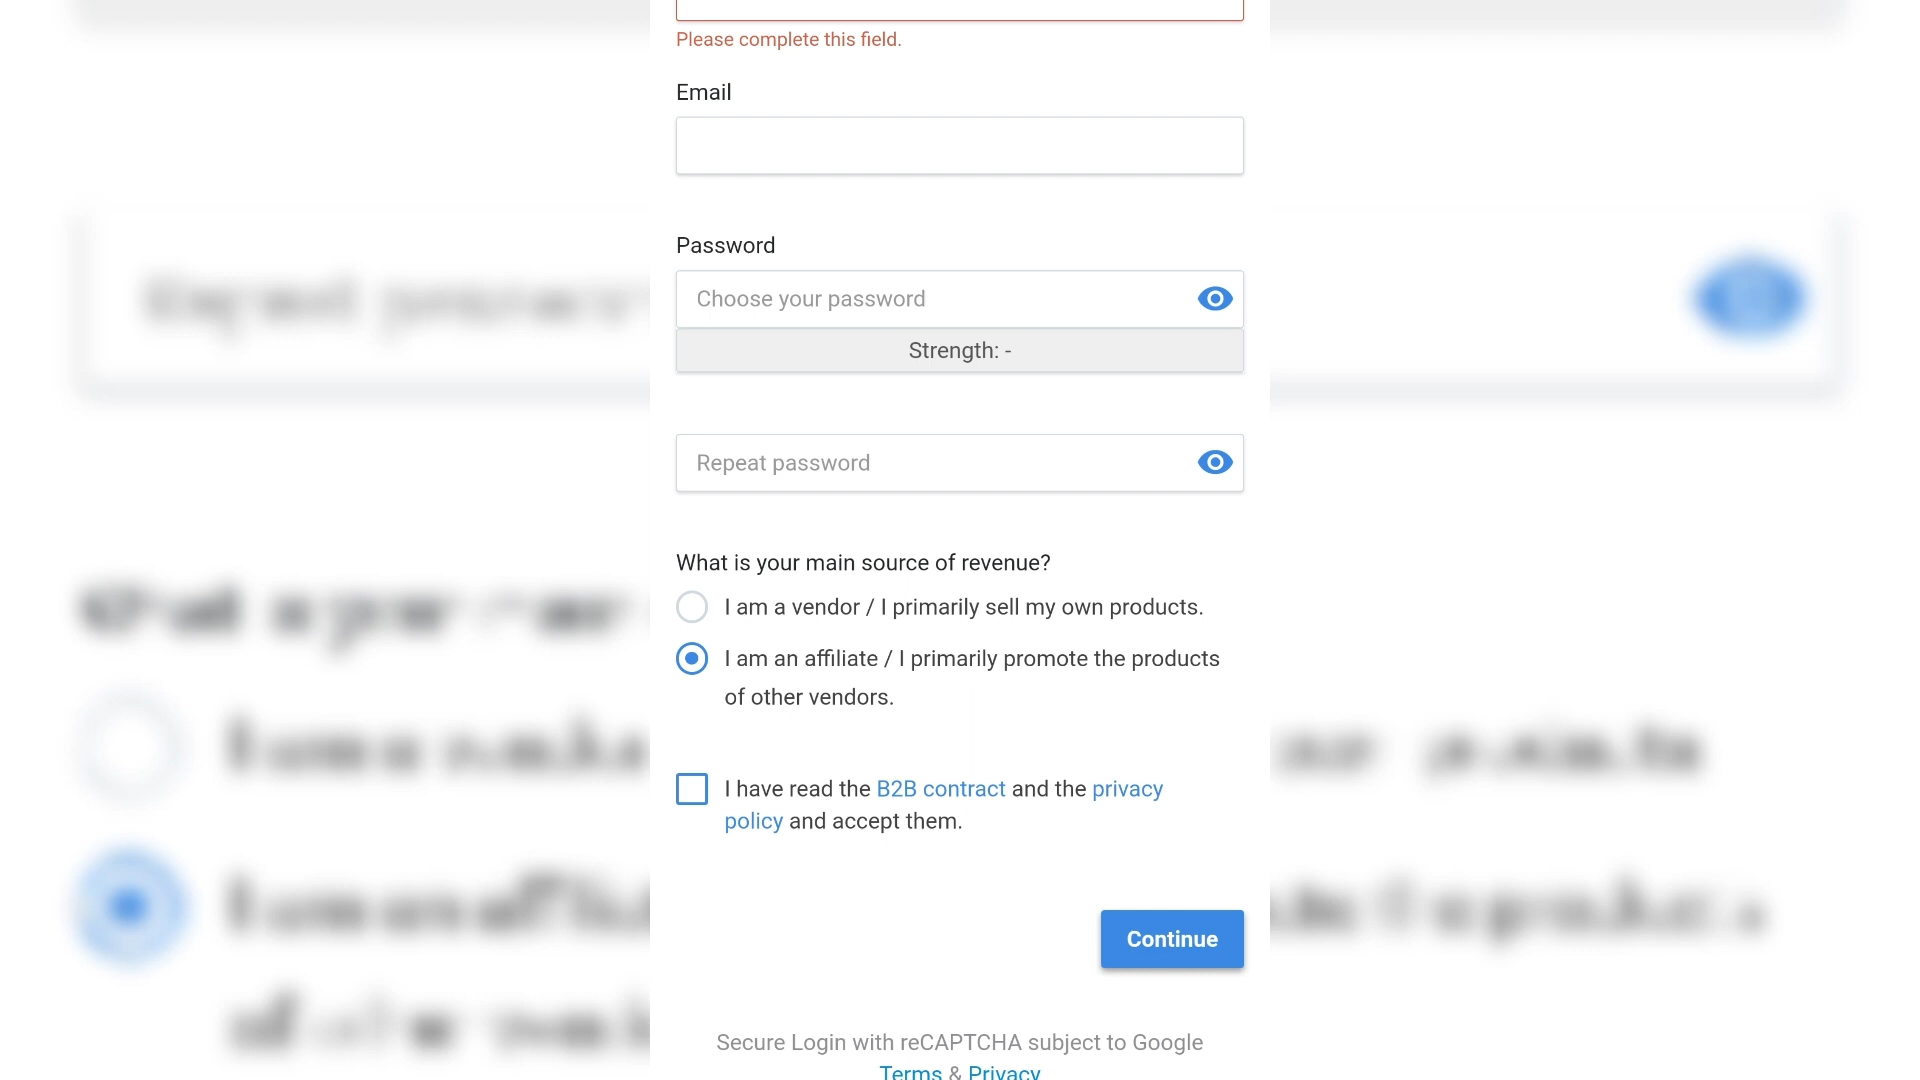 Please complete this field.
Email
Password
Choose your password
Strength: -
Repeat password
What is your main source of revenue?
I am a vendor / I primarily sell my own products.
I am an affiliate / I primarily promote the products
of other vendors.
I have read the B2B contract and the privacy
policy and accept them.
Continue
Secure Login with reCAPTCHA subject to Google
Terms & Privacy